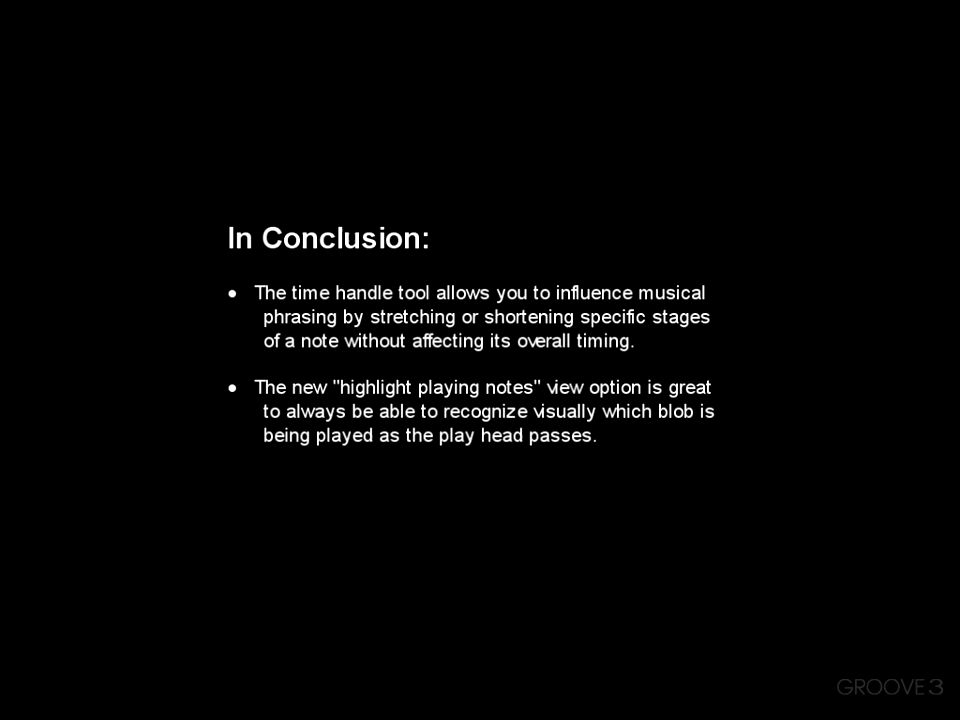 In Conclusion:
● The time handle tool allows you to influence musical
phrasing by stretching or shortening specific stages
of a note without affecting its overall timing.
● The new "highlight playing notes" view option is great
to always be able to recognize visually which blob is
being played as the play head passes.
GROOVE3